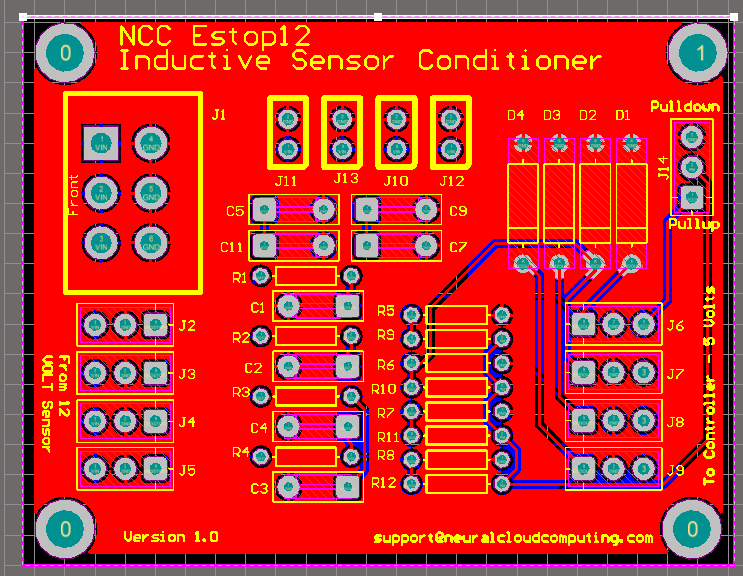 NCC Estop12
Inductive Sensor Conditioner
0
1
J1
Front
1
VIN
4
GND
2
VIN
5
GND
3
VIN
6
GND
J11
J13
J10
J12
D4
D3
D2
D1
Pulldown
J14
Pullup
C5
C9
C11
C7
R1
C1
R2
C2
R3
C4
R4
C3
R5
R9
R6
R10
R7
R11
R8
R12
J2
J3
J4
J5
From 12
VOLT Sensor
J6
J7
J8
J9
To Controller - 5 Volts
0
0
Version 1.0
support@neuralcloudcomputing.com